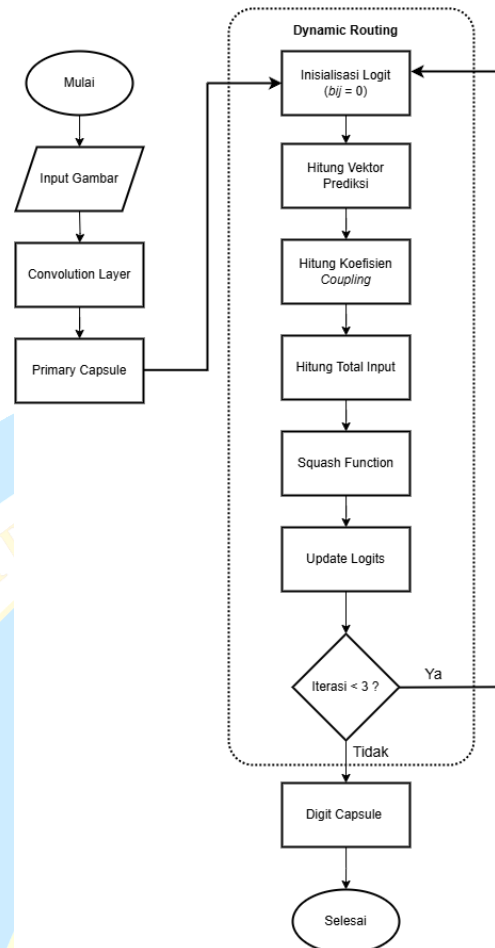 Mulai
Input Gambar
Convolution Layer
Primary Capsule
Dynamic Routing
Inisialisasi Logit
(bij = 0)
Hitung Vektor
Prediksi
Hitung Koefisien
Coupling
Hitung Total Input
Squash Function
Update Logits
Iterasi < 3 ?
Ya
Tidak
Digit Capsule
Selesai